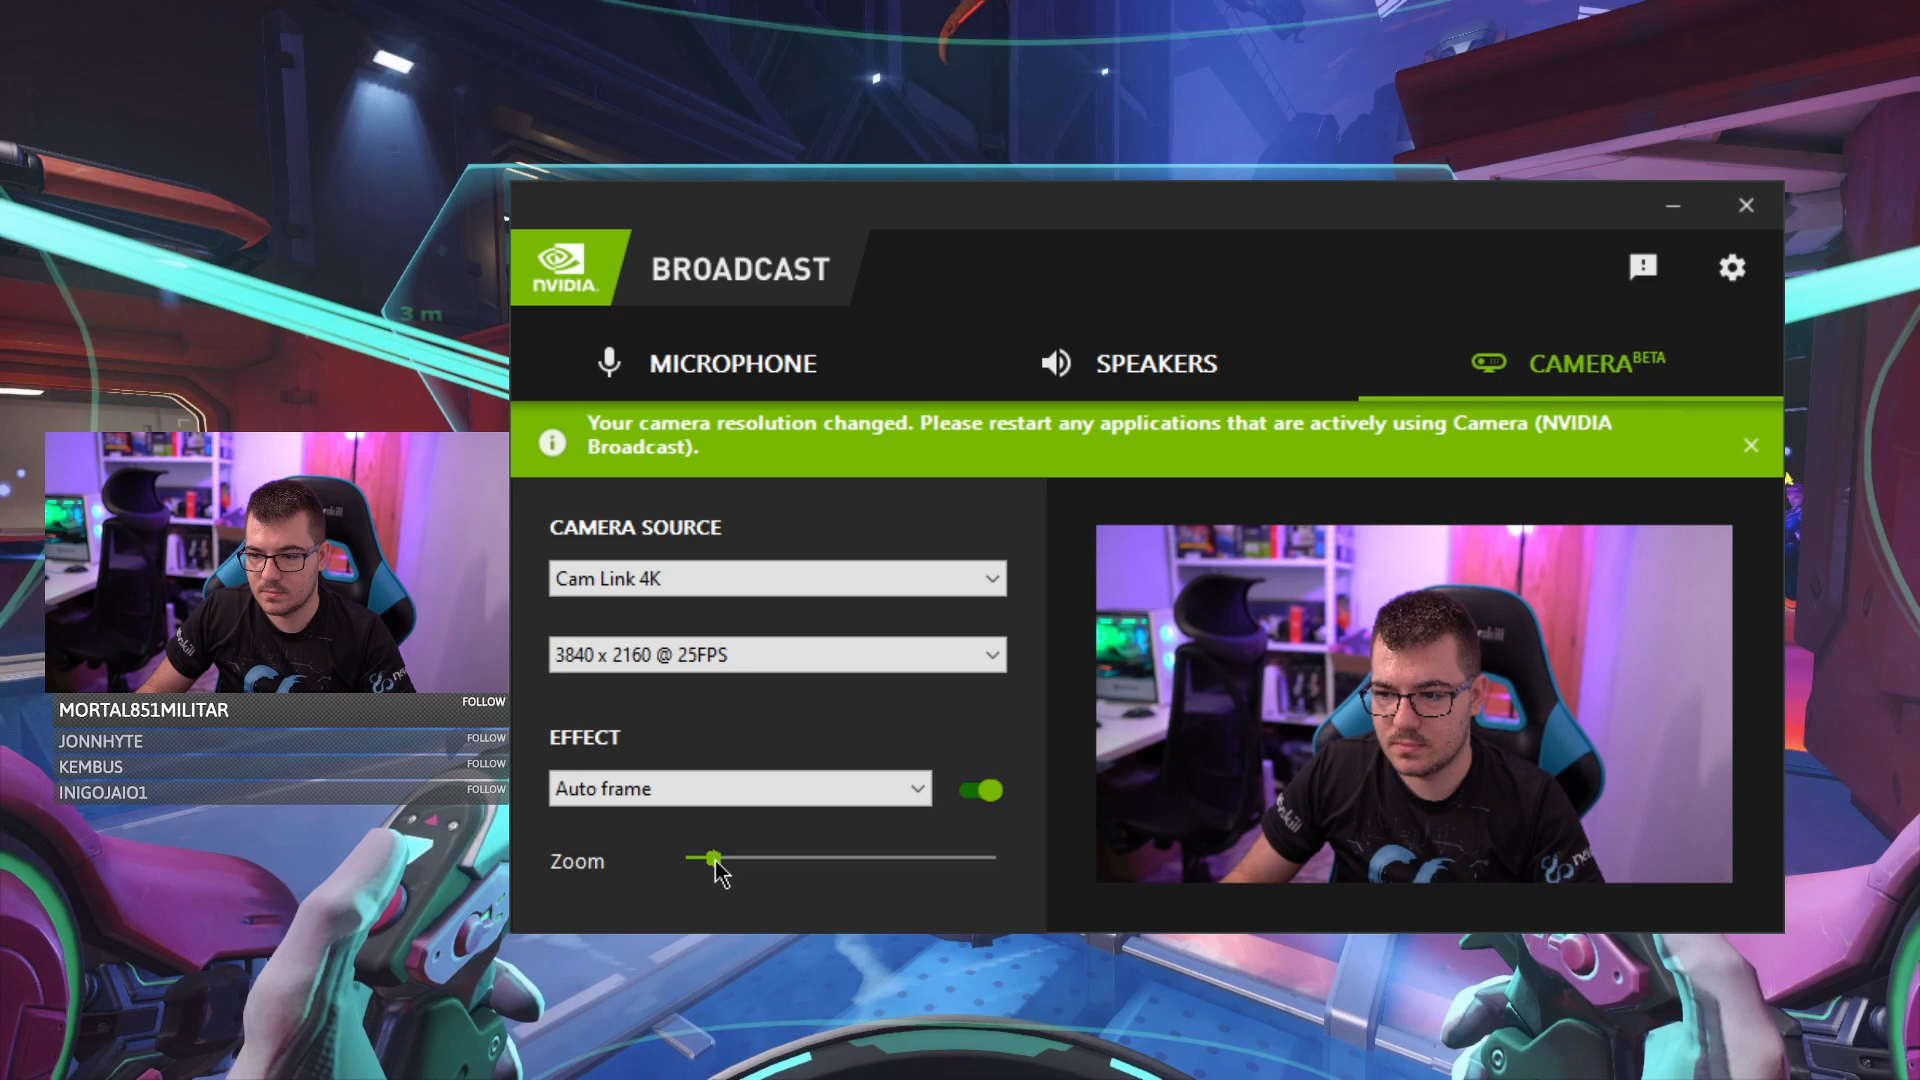 NVIDIA.
BROADCAST
MICROPHONE
SPEAKERS
CAMERA BETA
3 m
Your camera resolution changed. Please restart any applications that are actively using Camera (NVIDIA
Broadcast).
CAMERA SOURCE
Cam Link 4K
3840 x 2160 @ 25FPS
EFFECT
Auto frame
Zoom
MORTAL851MILITAR FOLLOW
JONNHYTE FOLLOW
KEMBUS FOLLOW
INIGOJAIO1 FOLLOW